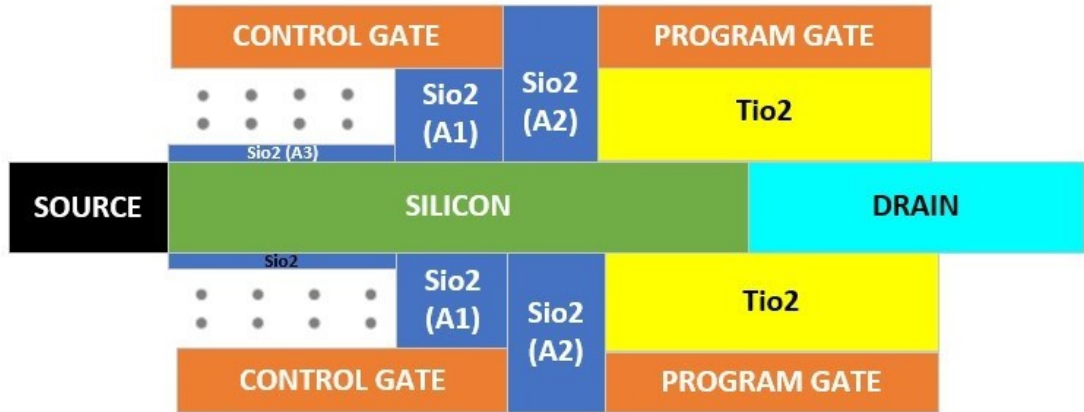 CONTROL GATE
PROGRAM GATE
Sio2
(A1)
Sio2
(A2)
Tio2
Sio2 (A3)
SOURCE
SILICON
DRAIN
Sio2
Sio2
(A1)
Sio2
(A2)
Tio2
CONTROL GATE
PROGRAM GATE